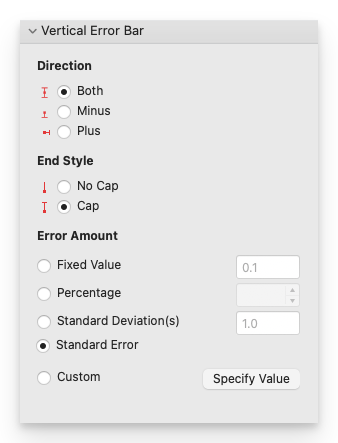 Vertical Error Bar
Direction
Both
Minus
Plus
End Style
No Cap
Cap
Error Amount
Fixed Value 0.1
Percentage
Standard Deviation(s) 1.0
Standard Error
Custom Specify Value